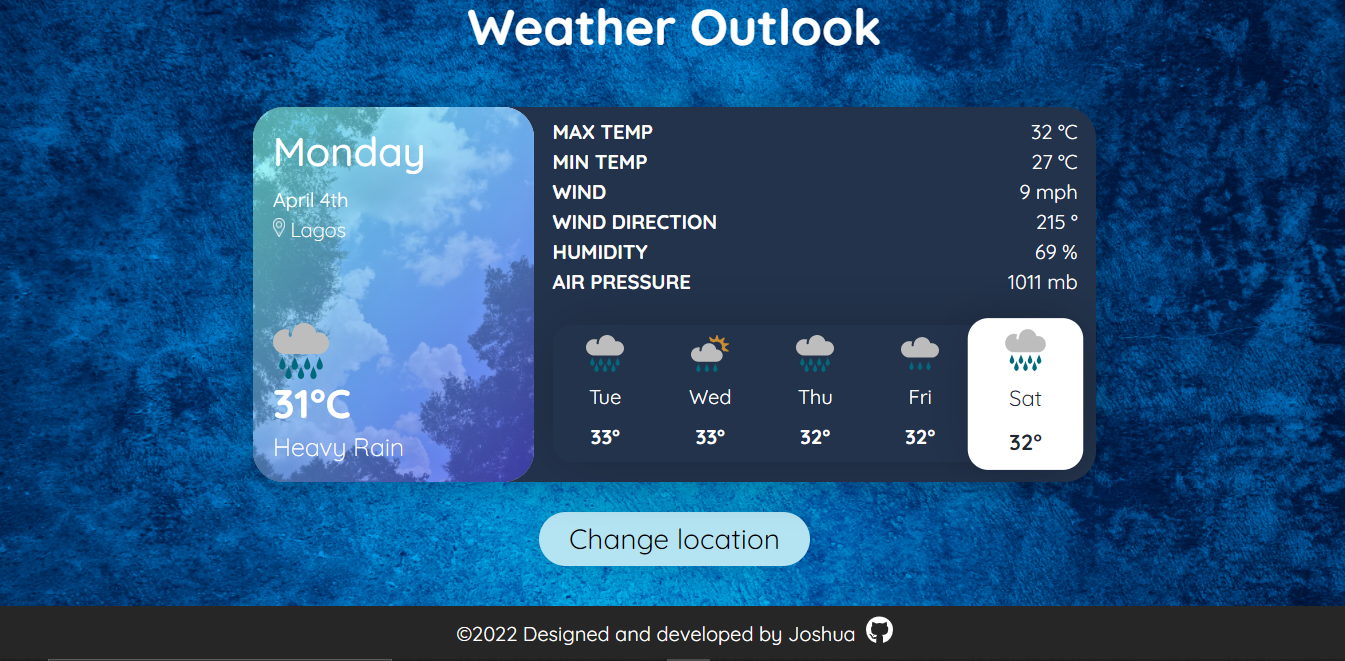 Weather Outlook
Monday
April 4th
Lagos
31°C
Heavy Rain
MAX TEMP 32 °C
MIN TEMP 27 °C
WIND 9 mph
WIND DIRECTION 215 °
HUMIDITY 69 %
AIR PRESSURE 1011 mb
Tue Wed Thu Fri Sat
33° 33° 32° 32° 32°
Change location
©2022 Designed and developed by Joshua